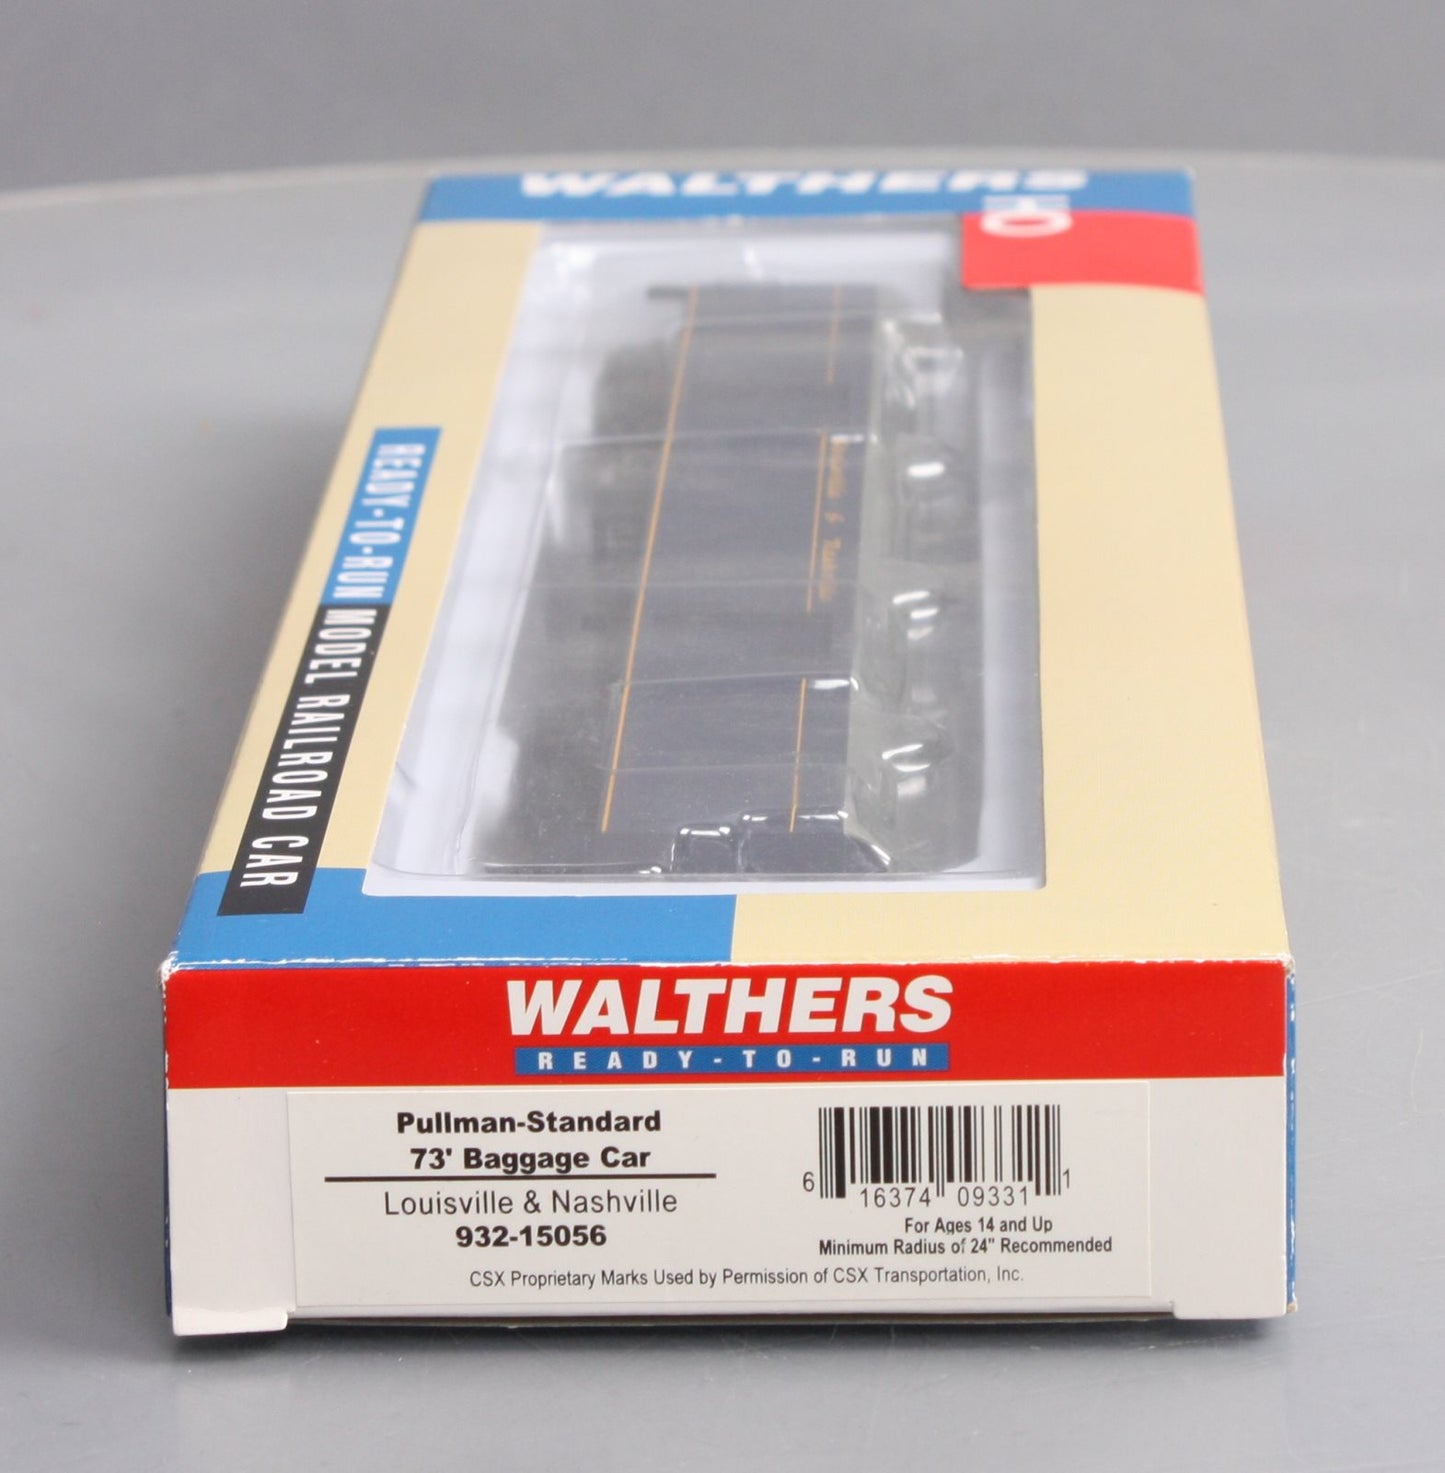 WALTHERS
HO
READY-TO-RUN MODEL RAILROAD CAR
Louisville & Nashville
WALTHERS
READY-TO-RUN
Pullman-Standard
73' Baggage Car
Louisville & Nashville
932-15056
6 16374 09331 1
For Ages 14 and Up
Minimum Radius of 24" Recommended
CSX Proprietary Marks Used by Permission of CSX Transportation, Inc.